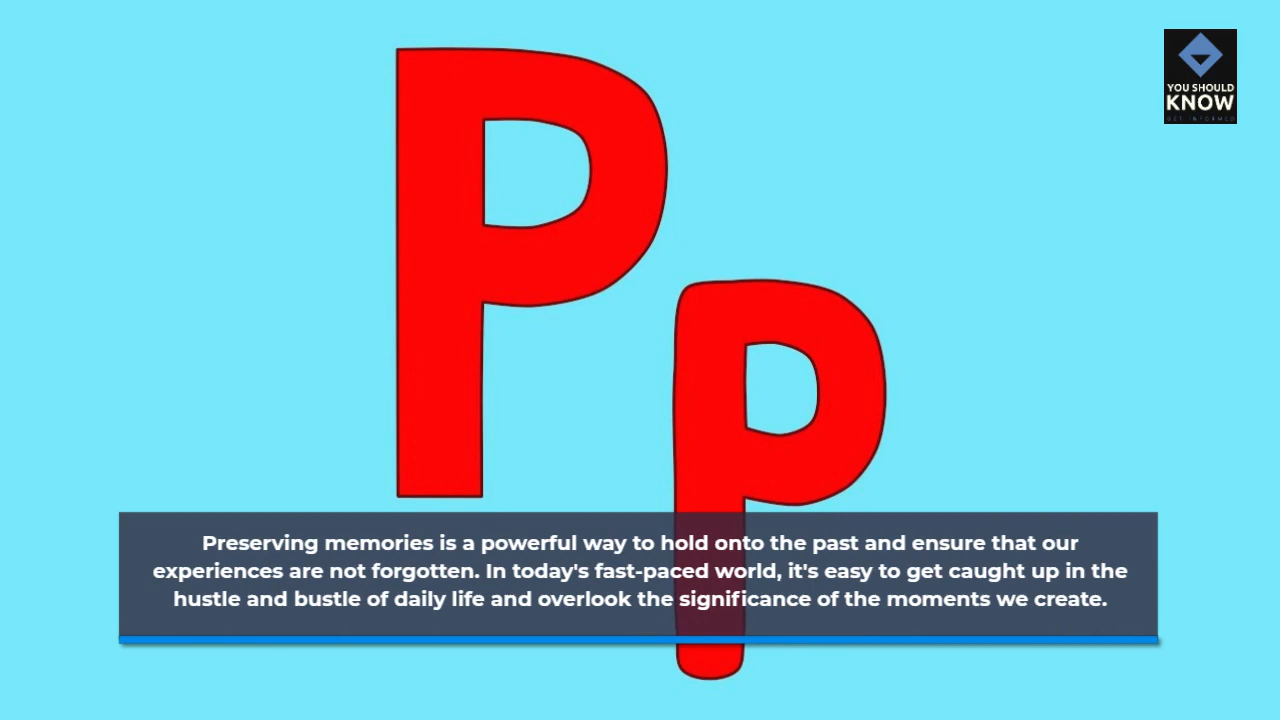 P
p
YOU SHOULD
KNOW
GET INFORMED
Preserving memories is a powerful way to hold onto the past and ensure that our
experiences are not forgotten. In today's fast-paced world, it's easy to get caught up in the
hustle and bustle of daily life and overlook the significance of the moments we create.